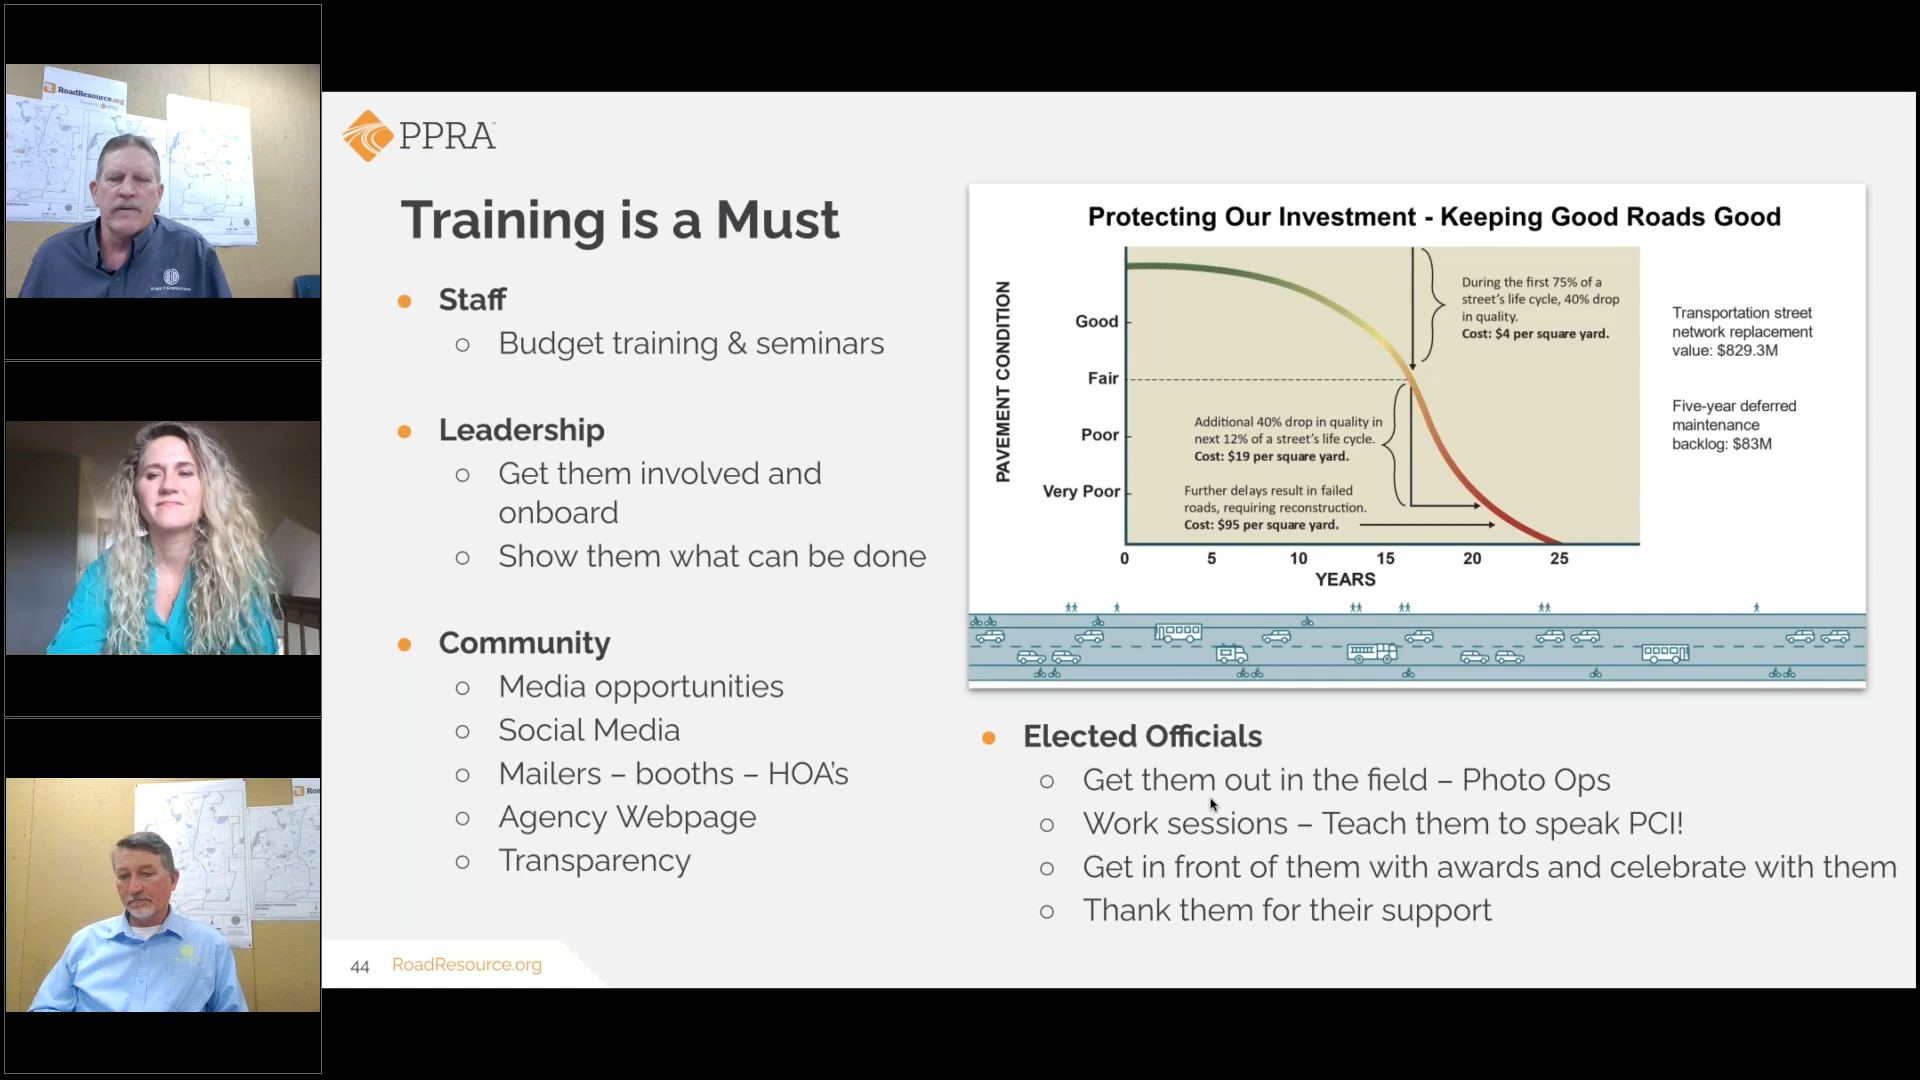 RoadResource.org
PPRA
Training is a Must
Staff
Budget training & seminars
Leadership
Get them involved and
onboard
Show them what can be done
Community
Media opportunities
Social Media
Mailers – booths – HOA's
Agency Webpage
Transparency
44 RoadResource.org
Protecting Our Investment - Keeping Good Roads Good
PAVEMENT CONDITION
Good
Fair
Poor
Very Poor
During the first 75% of a
street's life cycle, 40% drop
in quality.
Cost: $4 per square yard.
Additional 40% drop in quality in
next 12% of a street's life cycle.
Cost: $19 per square yard.
Further delays result in failed
roads, requiring reconstruction.
Cost: $95 per square yard.
0 5 10 15 20 25
YEARS
Transportation street
network replacement
value: $829.3M
Five-year deferred
maintenance
backlog: $83M
Elected Officials
Get them out in the field – Photo Ops
Work sessions – Teach them to speak PCI!
Get in front of them with awards and celebrate with them
Thank them for their support